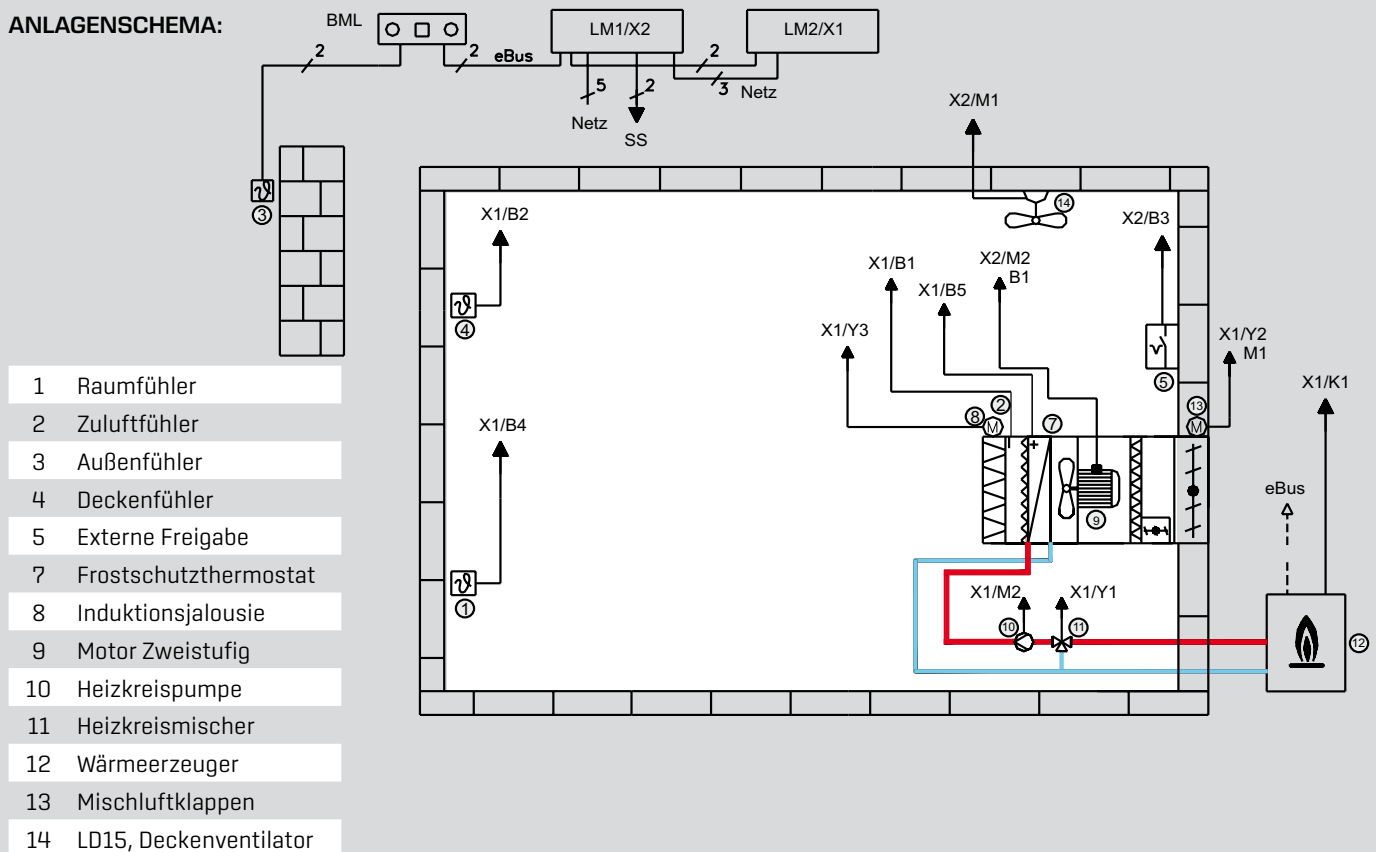 ANLAGENSCHEMA:
BML
LM1/X2
LM2/X1
2
2
eBus
2
5
2
3
Netz
Netz
SS
X2/M1
3
14
X1/B2
X2/B3
X1/B1
X2/M2
B1
X1/B5
4
X1/Y3
X1/Y2
M1
5
X1/K1
1 Raumfühler
2 Zuluftfühler
3 Außenfühler
4 Deckenfühler
5 Externe Freigabe
7 Frostschutzthermostat
8 Induktionsjalousie
9 Motor Zweistufig
10 Heizkreispumpe
11 Heizkreismischer
12 Wärmeerzeuger
13 Mischluftklappen
14 LD15, Deckenventilator
X1/B4
2
13
8
M
7
M
+
9
eBus
1
X1/M2
X1/Y1
10
11
12